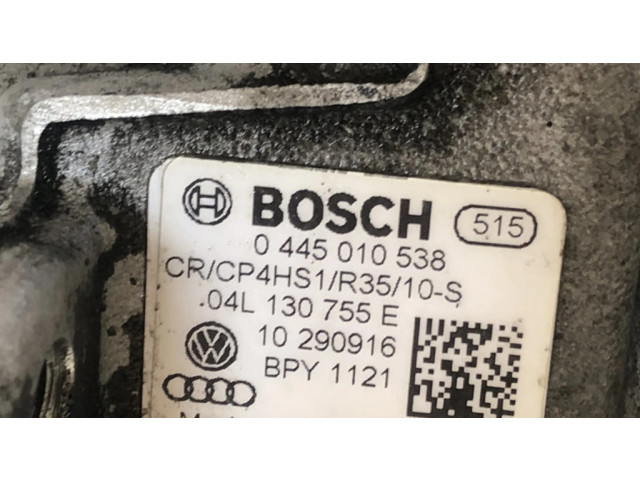 BOSCH 515
0 445 010 538
CR/CP4HS1/R35/10-S
.04L 130 755 E
10 290916
BPY 1121